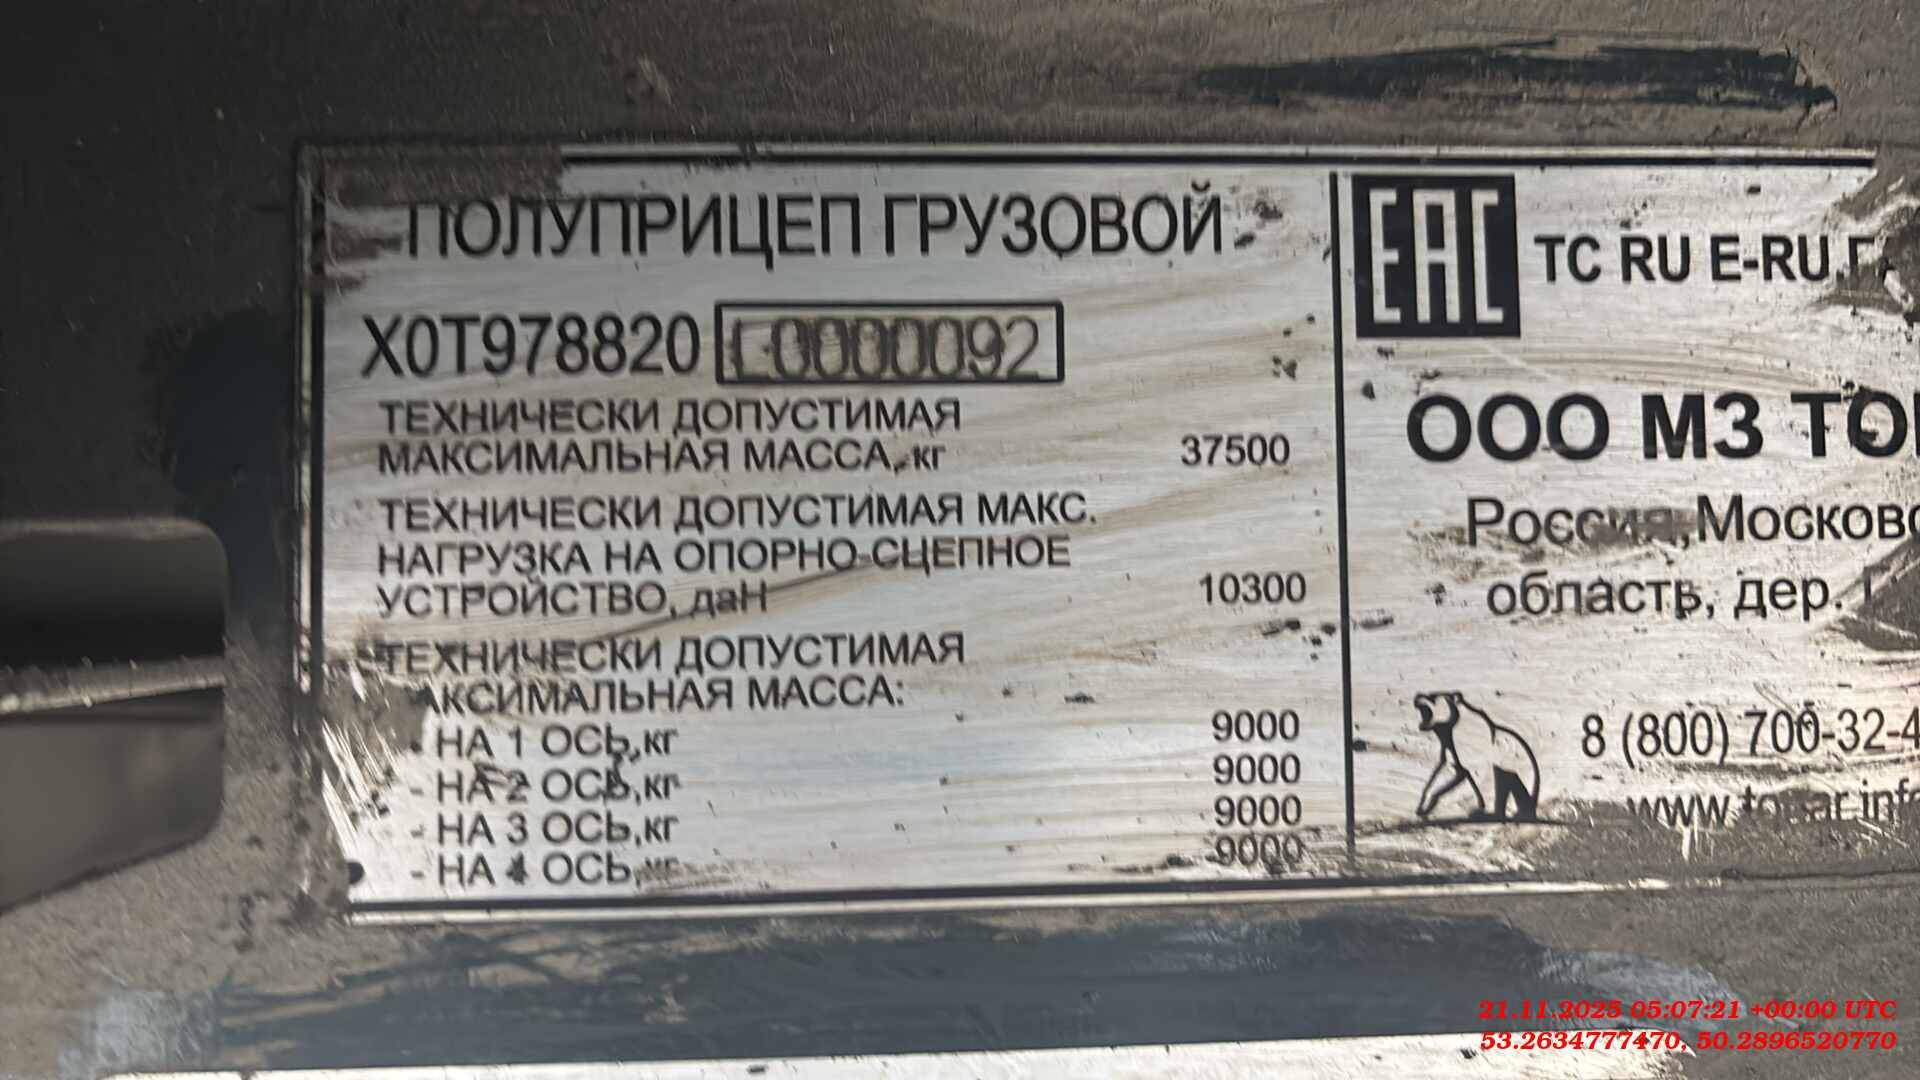 ПОЛУПРИЦЕП ГРУЗОВОЙ
X0T978820 L0000092
ТЕХНИЧЕСКИ ДОПУСТИМАЯ
МАКСИМАЛЬНАЯ МАССА, кг 37500
ТЕХНИЧЕСКИ ДОПУСТИМАЯ МАКС.
НАГРУЗКА НА ОПОРНО-СЦЕПНОЕ
УСТРОЙСТВО, даН 10300
ТЕХНИЧЕСКИ ДОПУСТИМАЯ
МАКСИМАЛЬНАЯ МАССА:
- НА 1 ОСЬ,кг 9000
- НА 2 ОСЬ,кг 9000
- НА 3 ОСЬ,кг 9000
- НА 4 ОСЬ,кг 9000
EAC TC RU E-RU.
ООО МЗ
Россия,Московс
область, дер.
8 (800) 700-32-4
21.11.2025 05:07:21 +00:00 UTC
53.2634777470, 50.2896520770